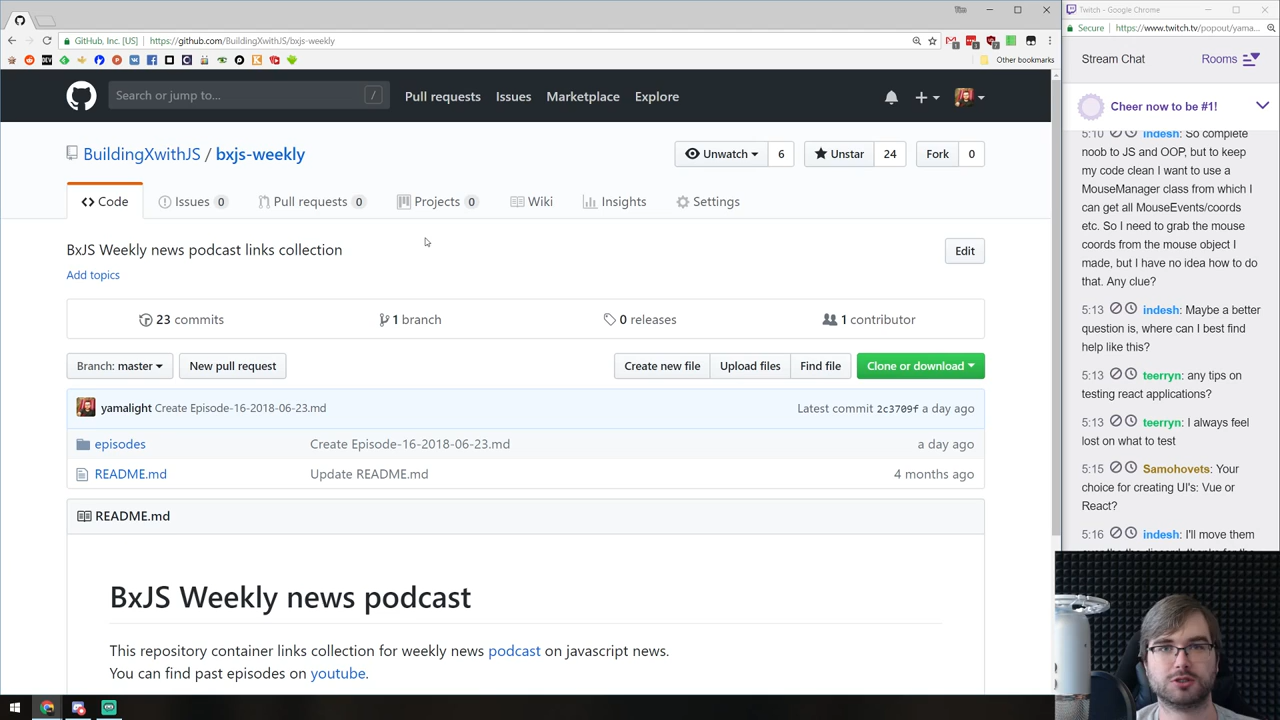 Tim
GitHub, Inc. [US]
https://github.com/BuildingXwithJS/bxjs-weekly
Other bookmarks
Search or jump to...
/
Pull requests
Issues
Marketplace
Explore
BuildingXwithJS / bxjs-weekly
Unwatch 6
Unstar 24
Fork 0
Code
Issues 0
Pull requests 0
Projects 0
Wiki
Insights
Settings
BxJS Weekly news podcast links collection
Edit
Add topics
23 commits
1 branch
0 releases
1 contributor
Branch: master
New pull request
Create new file
Upload files
Find file
Clone or download
yamalight Create Episode-16-2018-06-23.md
Latest commit 2c3709f a day ago
episodes
Create Episode-16-2018-06-23.md
a day ago
README.md
Update README.md
4 months ago
README.md
BxJS Weekly news podcast
This repository container links collection for weekly news podcast on javascript news.
You can find past episodes on youtube.
Twitch - Google Chrome
Secure
https://www.twitch.tv/popout/yama...
Stream Chat
Rooms
Cheer now to be #1!
5:10 indesh: So complete
noob to JS and OOP, but to keep
my code clean I want to use a
MouseManager class from which I
can get all MouseEvents/coords
etc. So I need to grab the mouse
coords from the mouse object I
made, but I have no idea how to do
that. Any clue?
5:13 indesh: Maybe a better
question is, where can I best find
help like this?
5:13 teerryn: any tips on
testing react applications?
5:13 teerryn: I always feel
lost on what to test
5:15 Samohovets: Your
choice for creating UI's: Vue or
React?
5:16 indesh: I'll move them